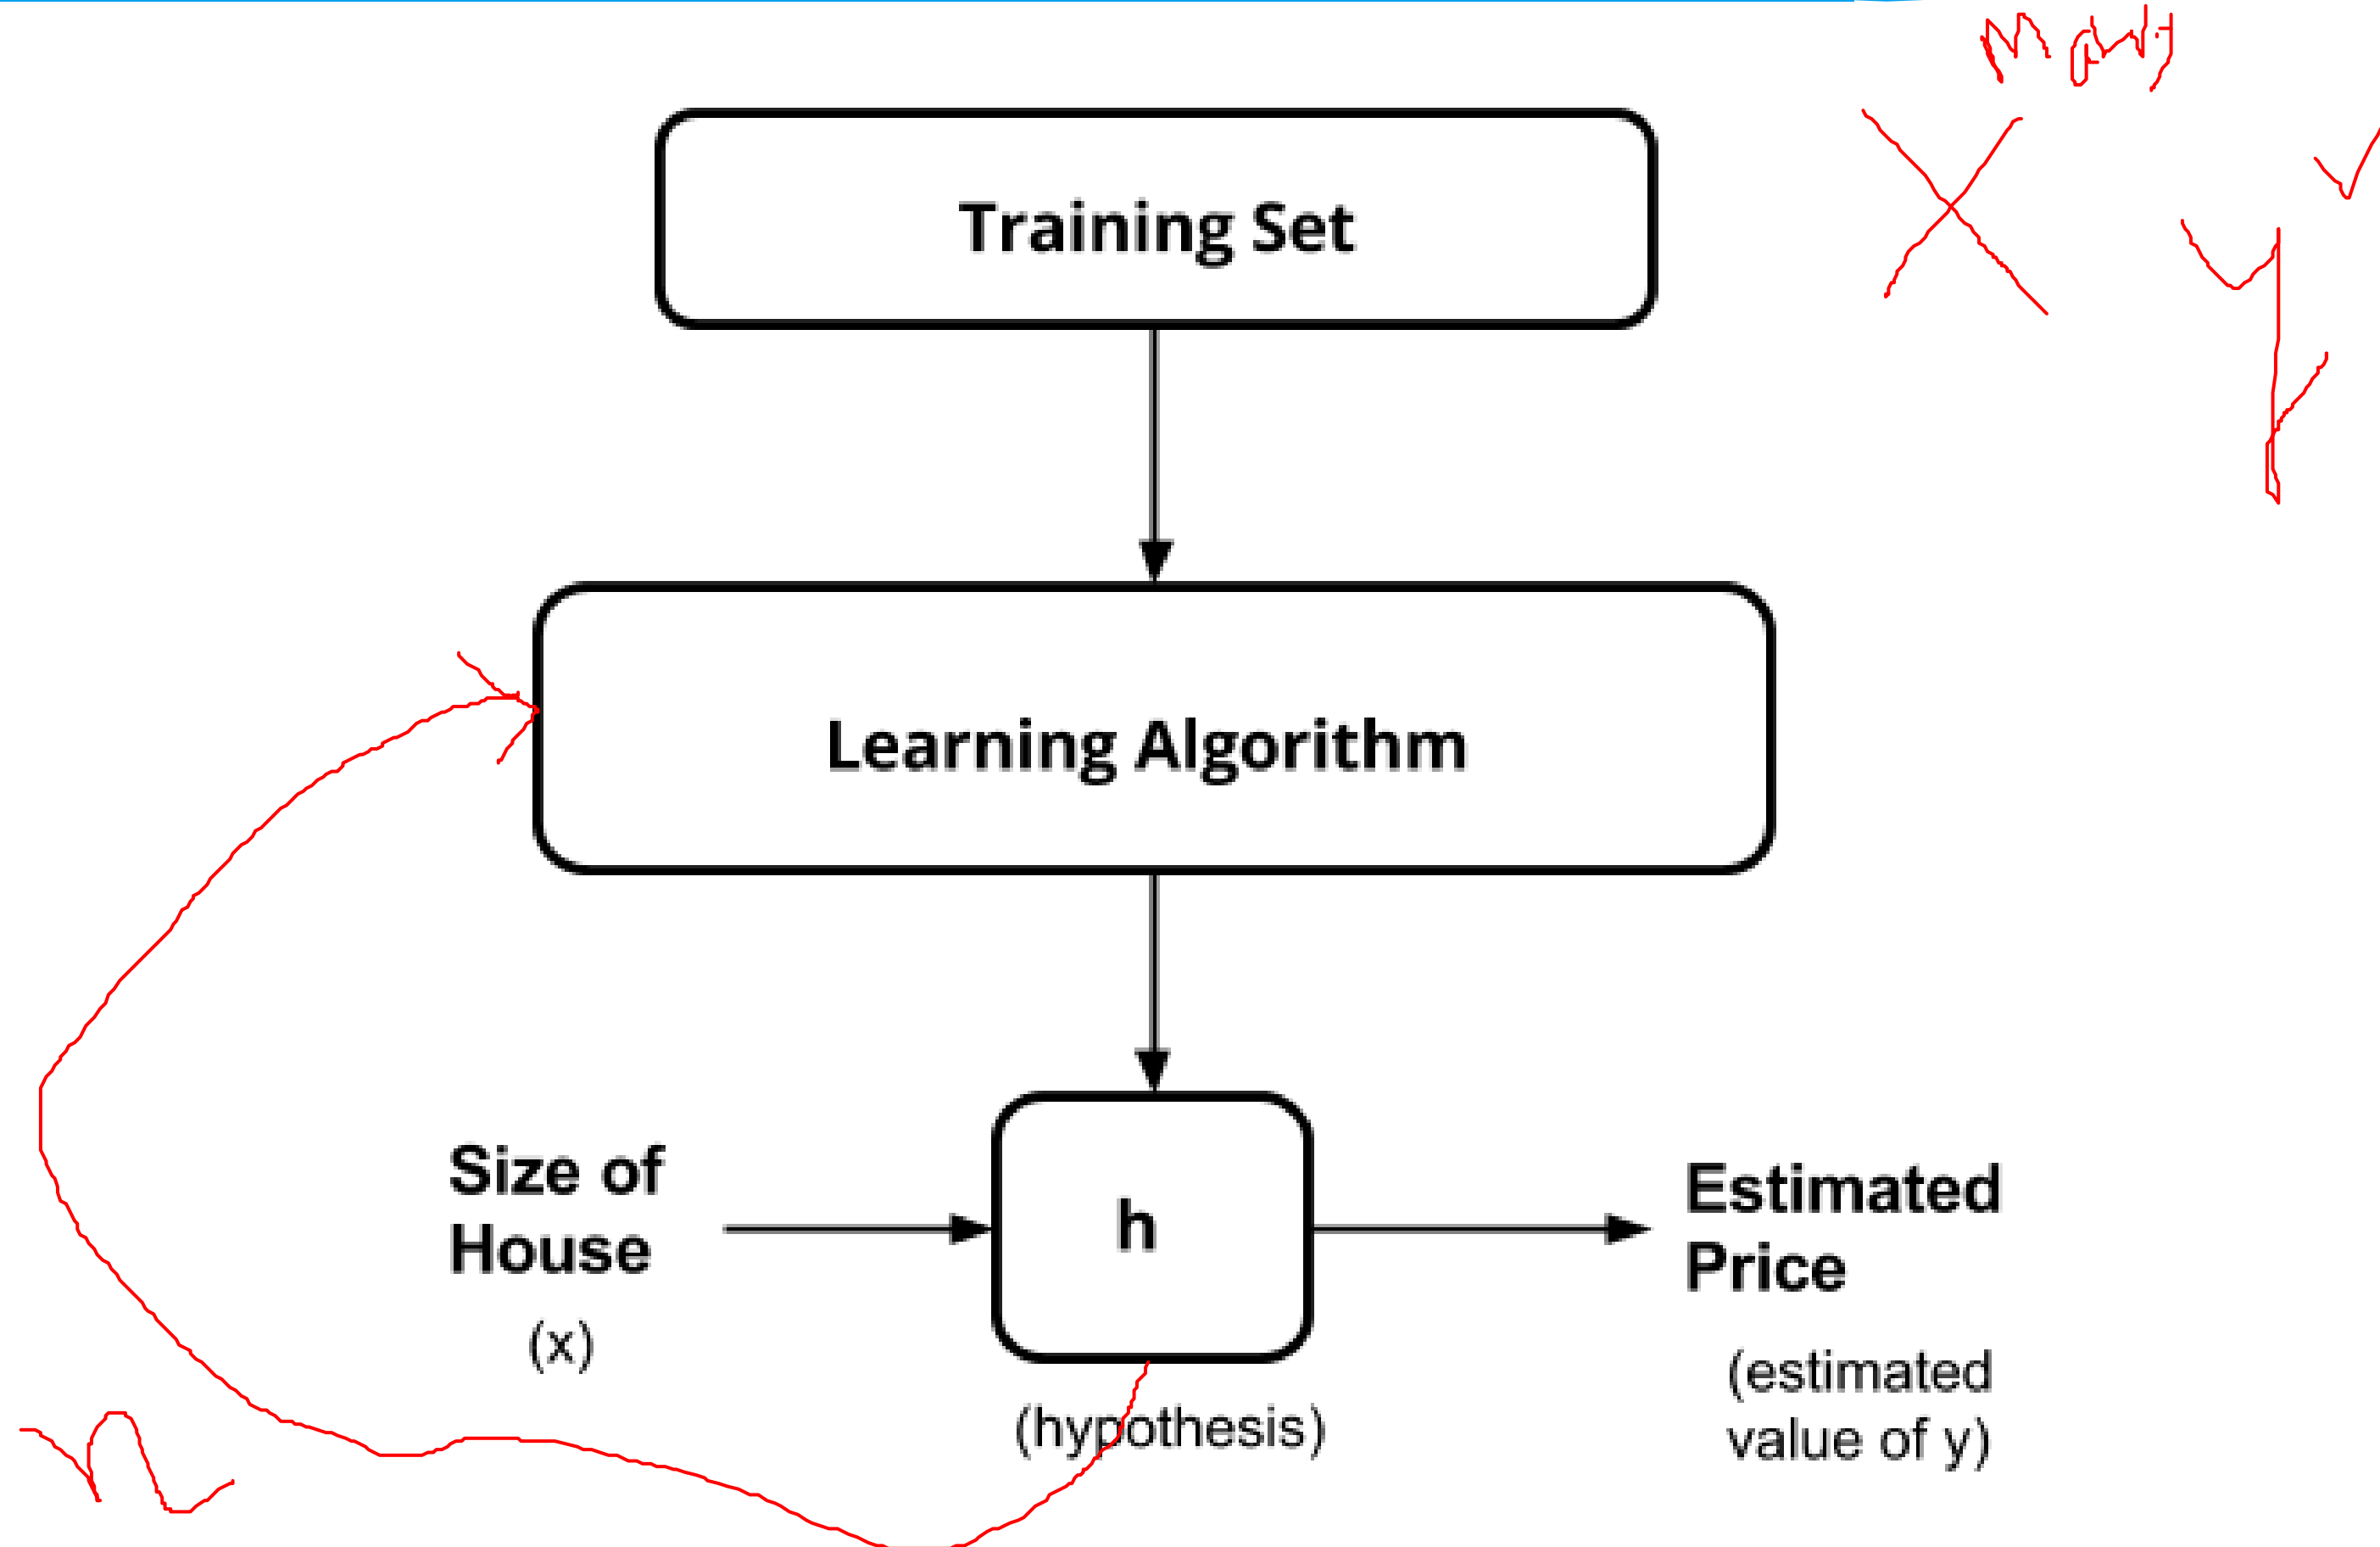 Training Set
x
y
Learning Algorithm
Size of
House
(x)
h
(hypothesis)
Estimated
Price
(estimated
value of y)